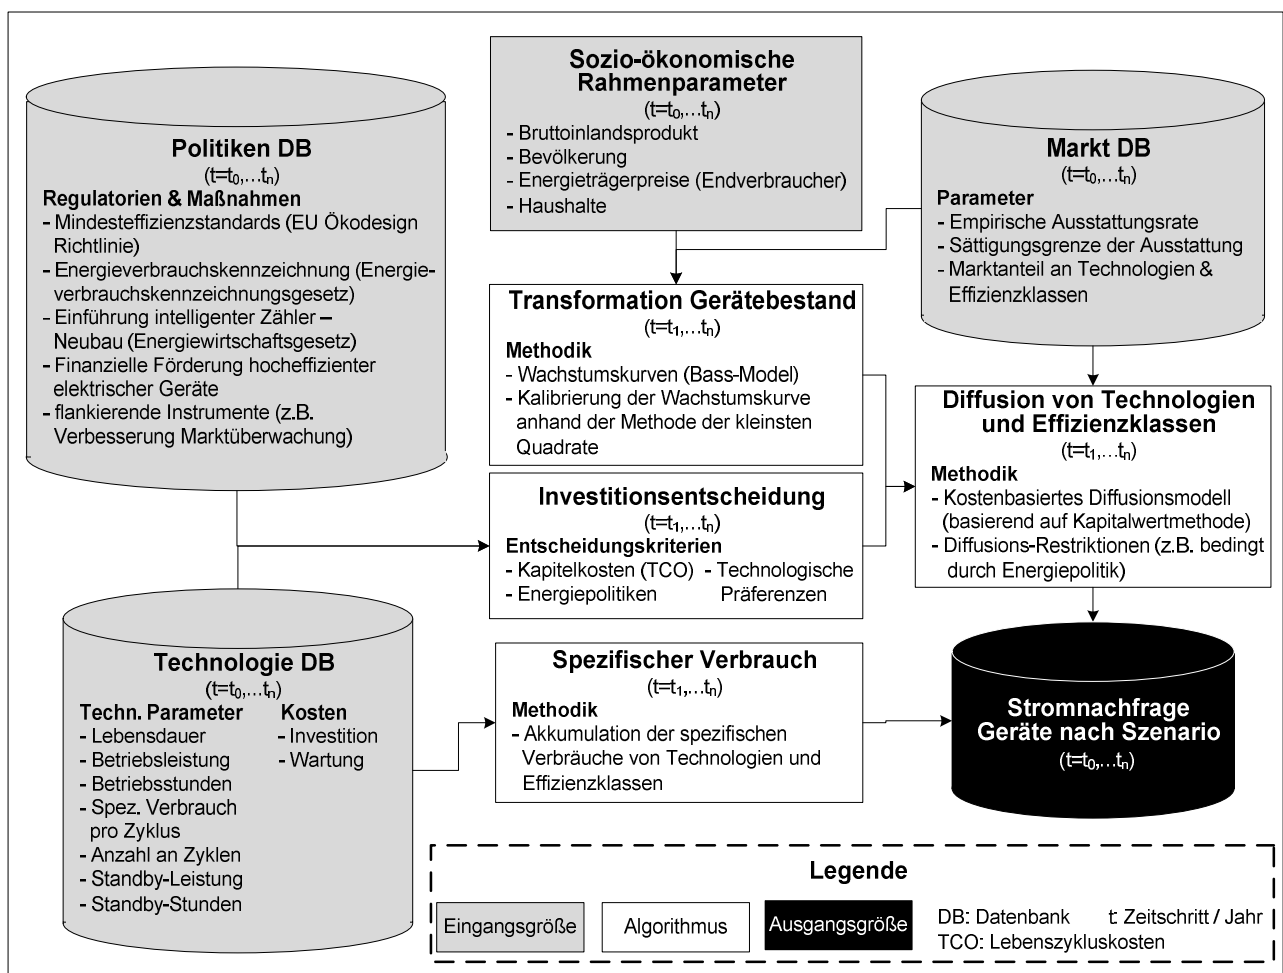 Politiken DB
(t=t0,...tn)
Regulatorien & Maßnahmen
- Mindesteffizienzstandards (EU Ökodesign
Richtlinie)
- Energieverbrauchskennzeichnung (Energie-
verbrauchskennzeichnungsgesetz)
- Einführung intelligenter Zähler –
Neubau (Energiewirtschaftsgesetz)
- Finanzielle Förderung hocheffizienter
elektrischer Geräte
- flankierende Instrumente (z.B.
Verbesserung Marktüberwachung)
Sozio-ökonomische
Rahmenparameter
(t=t0,...tn)
- Bruttoinlandsprodukt
- Bevölkerung
- Energieträgerpreise (Endverbraucher)
- Haushalte
Markt DB
(t=t0,...tn)
Parameter
- Empirische Ausstattungsrate
- Sättigungsgrenze der Ausstattung
- Marktanteil an Technologien &
Effizienzklassen
Transformation Gerätebestand
(t=t1,...tn)
Methodik
- Wachstumskurven (Bass-Model)
- Kalibrierung der Wachstumskurve
anhand der Methode der kleinsten
Quadrate
Investitionsentscheidung
(t=t1,...tn)
Entscheidungskriterien
- Kapitelkosten (TCO)
- Energiepolitiken
- Technologische
Präferenzen
Diffusion von Technologien
und Effizienzklassen
(t=t1,...tn)
Methodik
- Kostenbasiertes Diffusionsmodell
(basierend auf Kapitalwertmethode)
- Diffusions-Restriktionen (z.B. bedingt
durch Energiepolitik)
Technologie DB
(t=t0,...tn)
Techn. Parameter
- Lebensdauer
- Betriebsleistung
- Betriebsstunden
- Spez. Verbrauch
pro Zyklus
- Anzahl an Zyklen
- Standby-Leistung
- Standby-Stunden
Kosten
- Investition
- Wartung
Spezifischer Verbrauch
(t=t1,...tn)
Methodik
- Akkumulation der spezifischen
Verbräuche von Technologien und
Effizienzklassen
Stromnachfrage
Geräte nach Szenario
(t=t0,...tn)
Legende
Eingangsgröße
Algorithmus
Ausgangsgröße
DB: Datenbank t: Zeitschritt / Jahr
TCO: Lebenszykluskosten